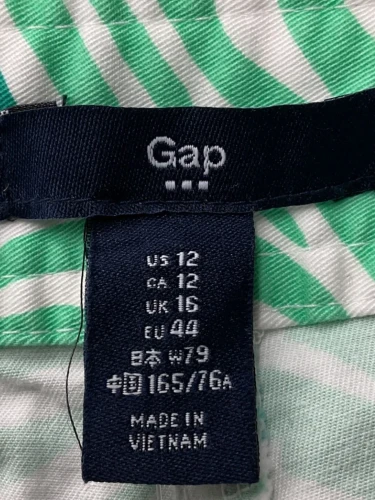 Gap
US 12
CA 12
UK 16
EU 44
日本 W79
中国 165/76A
MADE IN
VIETNAM